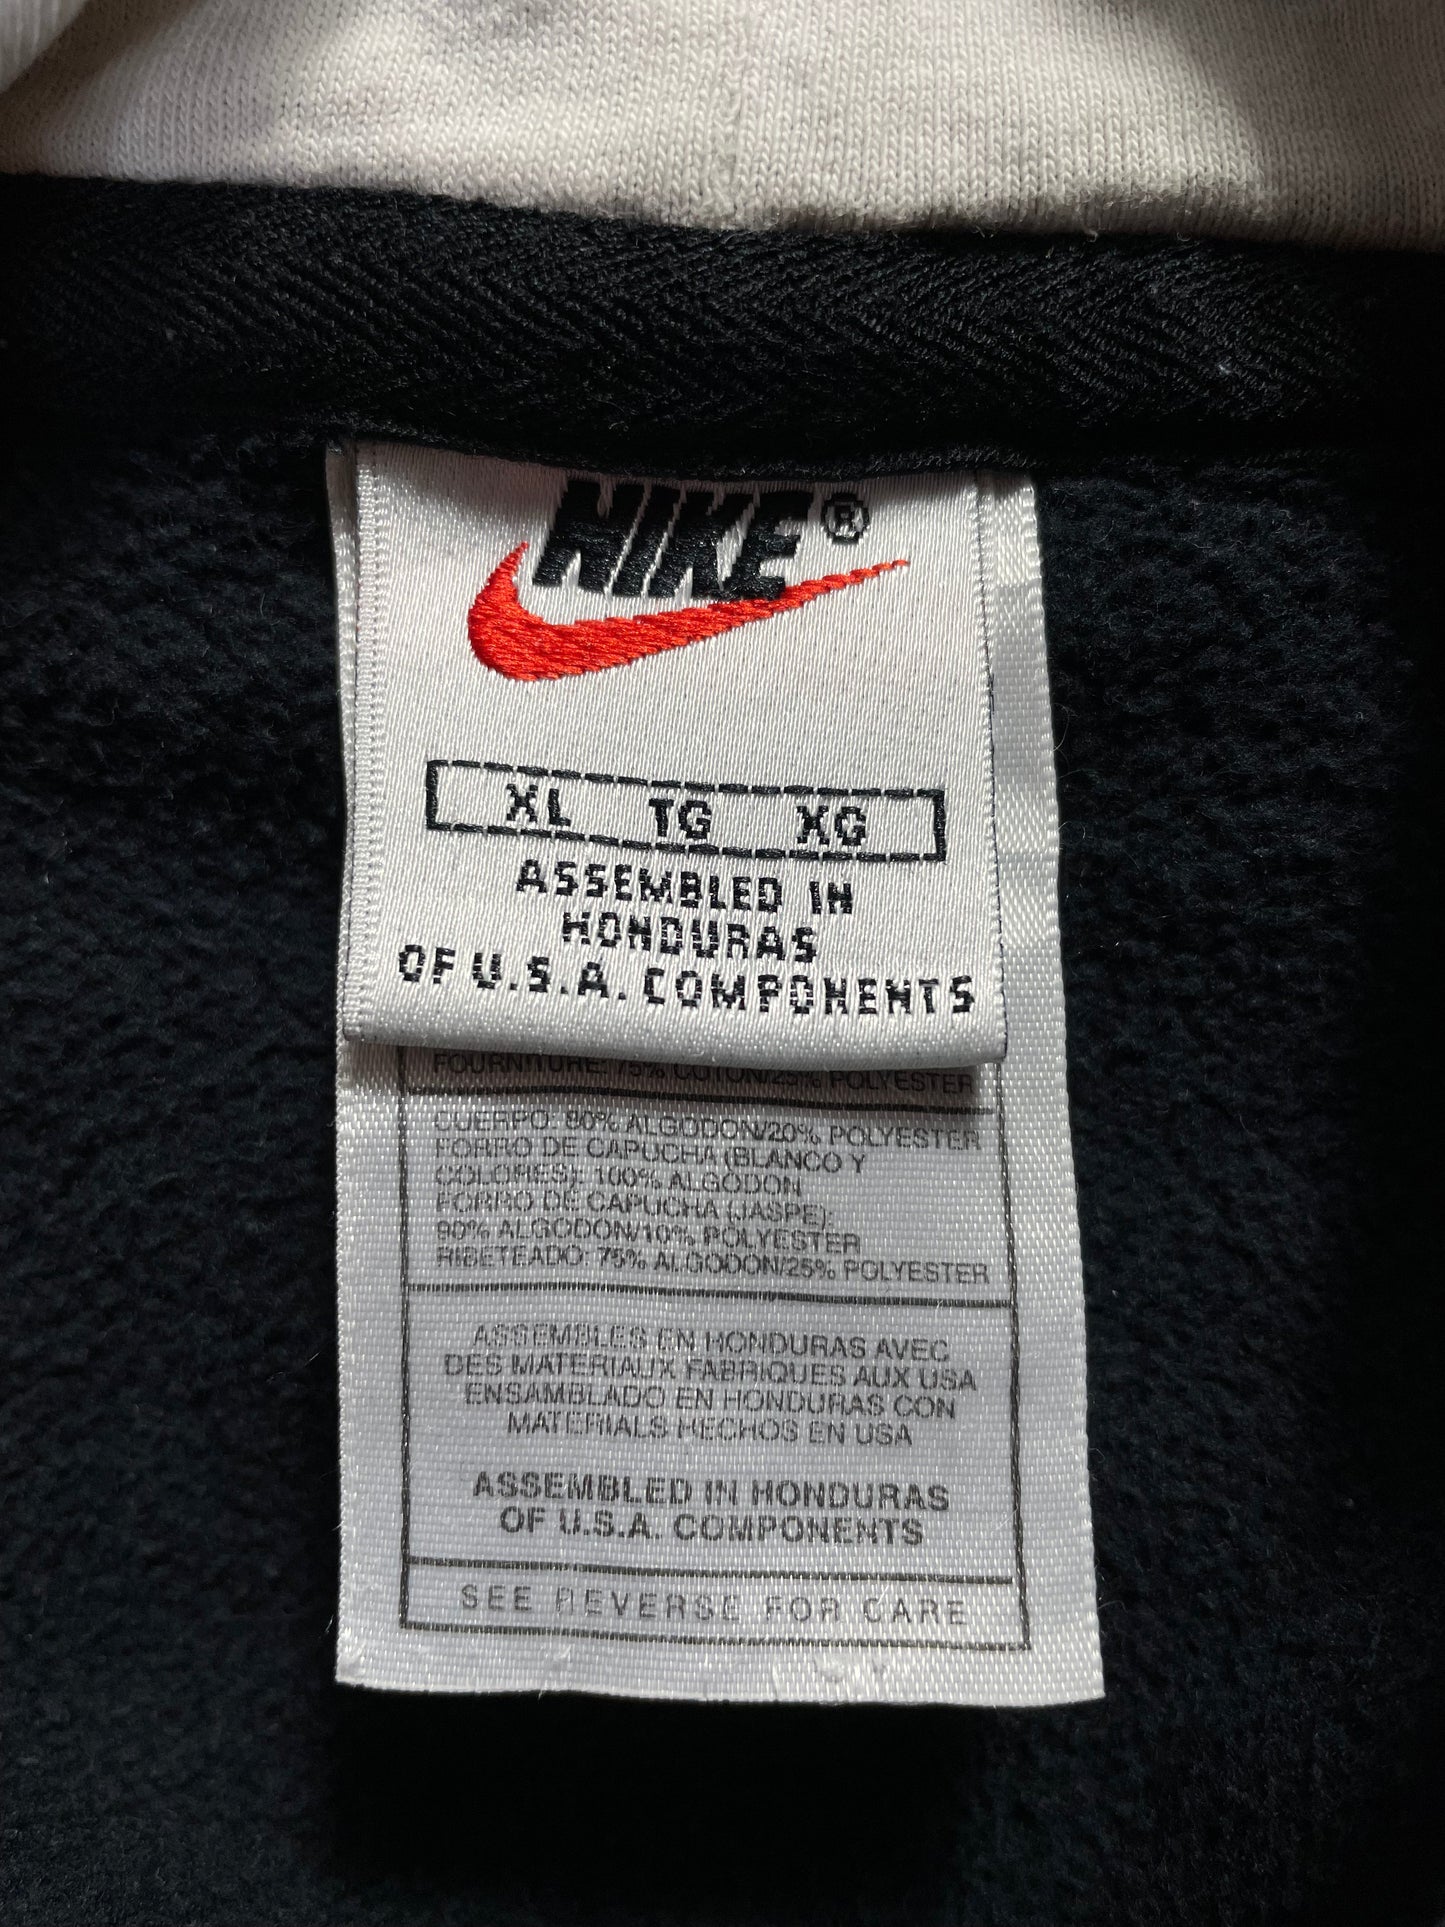 NIKE®
XL TG XG
ASSEMBLED IN
HONDURAS
OF U.S.A. COMPONENTS
FOURNITURE: 75% COTON/25% POLYESTER
CUERPO: 80% ALGODON/20% POLYESTER
FORRO DE CAPUCHA (BLANCO Y
COLORES): 100% ALGODON
FORRO DE CAPUCHA (JASPE):
90% ALGODON/10% POLYESTER
RIBETEADO: 75% ALGODON/25% POLYESTER
ASSEMBLES EN HONDURAS AVEC
DES MATERIAUX FABRIQUES AUX USA
ENSAMBLADO EN HONDURAS CON
MATERIALS HECHOS EN USA
ASSEMBLED IN HONDURAS
OF U.S.A. COMPONENTS
SEE REVERSE FOR CARE